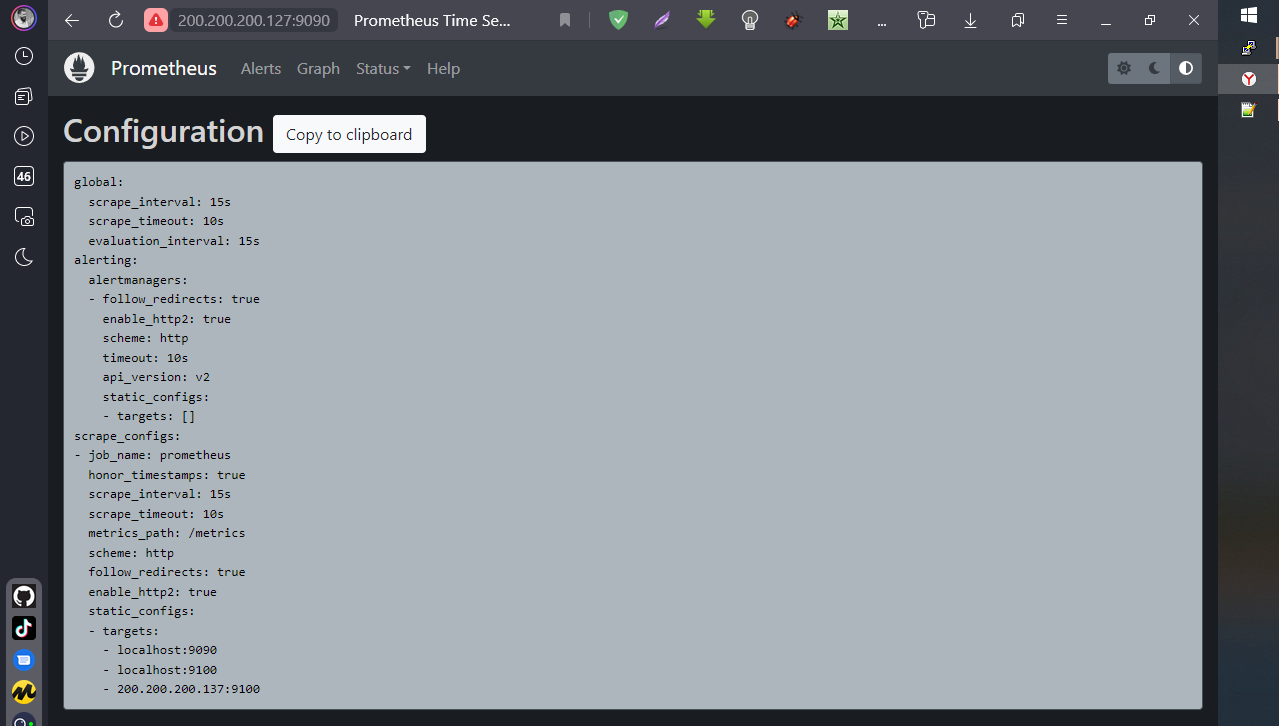 200.200.200.127:9090 Prometheus Time Se... ...
Prometheus Alerts Graph Status Help
46
Configuration Copy to clipboard
global:
  scrape_interval: 15s
  scrape_timeout: 10s
  evaluation_interval: 15s
alerting:
  alertmanagers:
  - follow_redirects: true
    enable_http2: true
    scheme: http
    timeout: 10s
    api_version: v2
    static_configs:
    - targets: []
scrape_configs:
- job_name: prometheus
  honor_timestamps: true
  scrape_interval: 15s
  scrape_timeout: 10s
  metrics_path: /metrics
  scheme: http
  follow_redirects: true
  enable_http2: true
  static_configs:
  - targets:
    - localhost:9090
    - localhost:9100
    - 200.200.200.137:9100